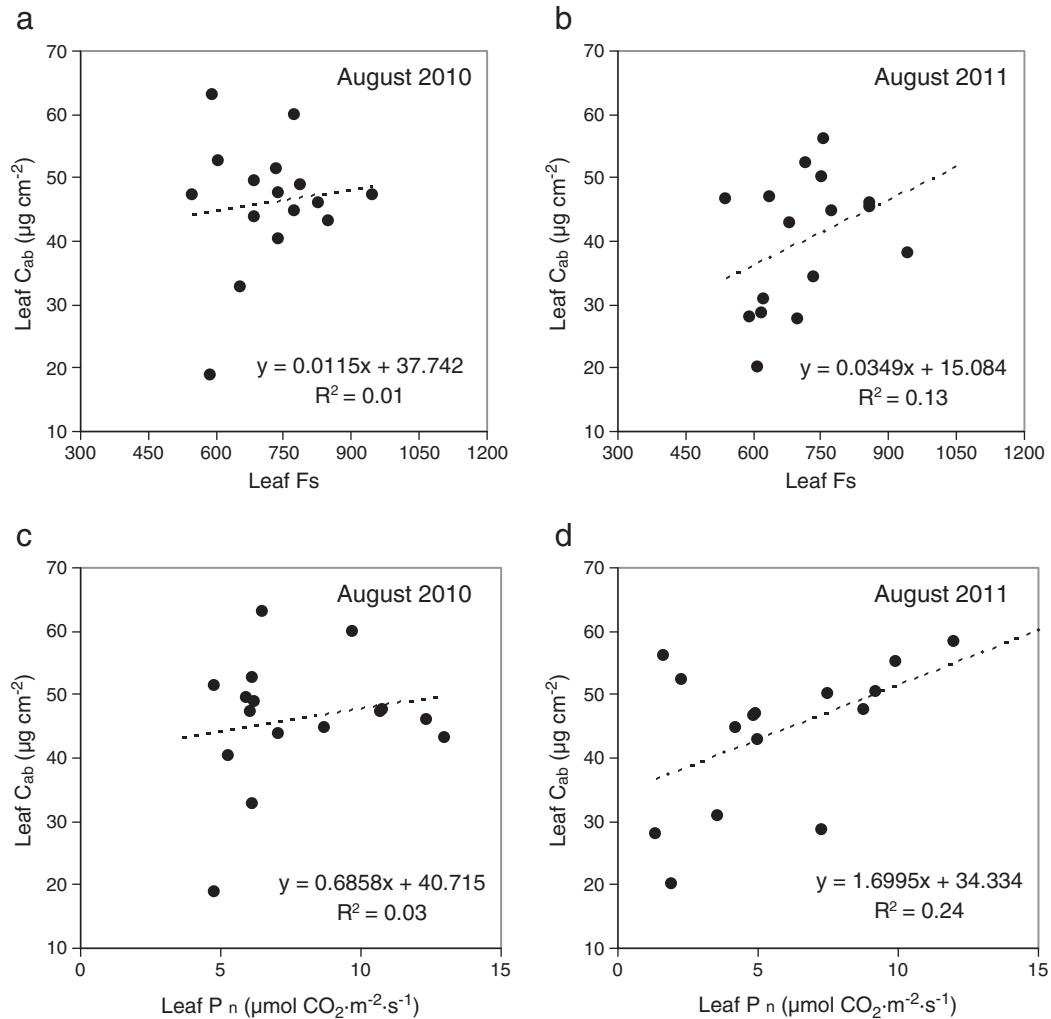 a
August 2010
Leaf Cab (µg cm-2)
70
60
50
40
30
20
10
y = 0.0115x + 37.742
R2 = 0.01
300 450 600 750 900 1050 1200
Leaf Fs
b
August 2011
Leaf Cab (µg cm-2)
70
60
50
40
30
20
10
y = 0.0349x + 15.084
R2 = 0.13
300 450 600 750 900 1050 1200
Leaf Fs
c
August 2010
Leaf Cab (µg cm-2)
70
60
50
40
30
20
10
y = 0.6858x + 40.715
R2 = 0.03
0 5 10 15
Leaf P n (µmol CO2·m-2·s-1)
d
August 2011
Leaf Cab (µg cm-2)
70
60
50
40
30
20
10
y = 1.6995x + 34.334
R2 = 0.24
0 5 10 15
Leaf P n (µmol CO2·m-2·s-1)